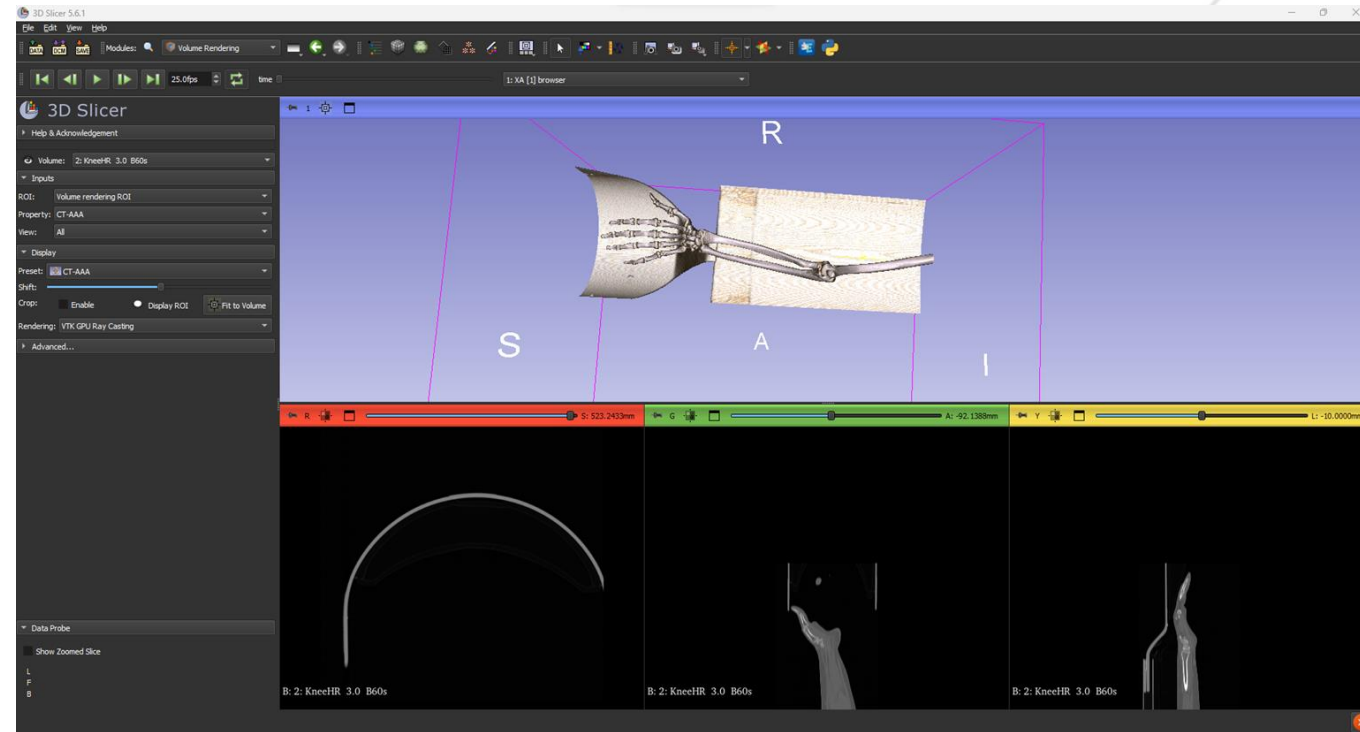 3D Slicer 5.6.1
File Edit View Help
DATA DCM SAVE Modules: Volume Rendering
25.0fps time 1: XA [1] browser
3D Slicer
Help & Acknowledgement
Volume: 2: KneeHR 3.0 B60s
Inputs
ROI: Volume rendering ROI
Property: CT-AAA
View: All
Display
Preset: CT-AAA
Shift:
Crop: Enable Display ROI Fit to Volume
Rendering: VTK GPU Ray Casting
Advanced...
Data Probe
Show Zoomed Slice
L
F
B
1
R
S
A
I
R S: 523.2433mm
G A: -92.1388mm
Y L: -10.0000mm
B: 2: KneeHR 3.0 B60s
B: 2: KneeHR 3.0 B60s
B: 2: KneeHR 3.0 B60s